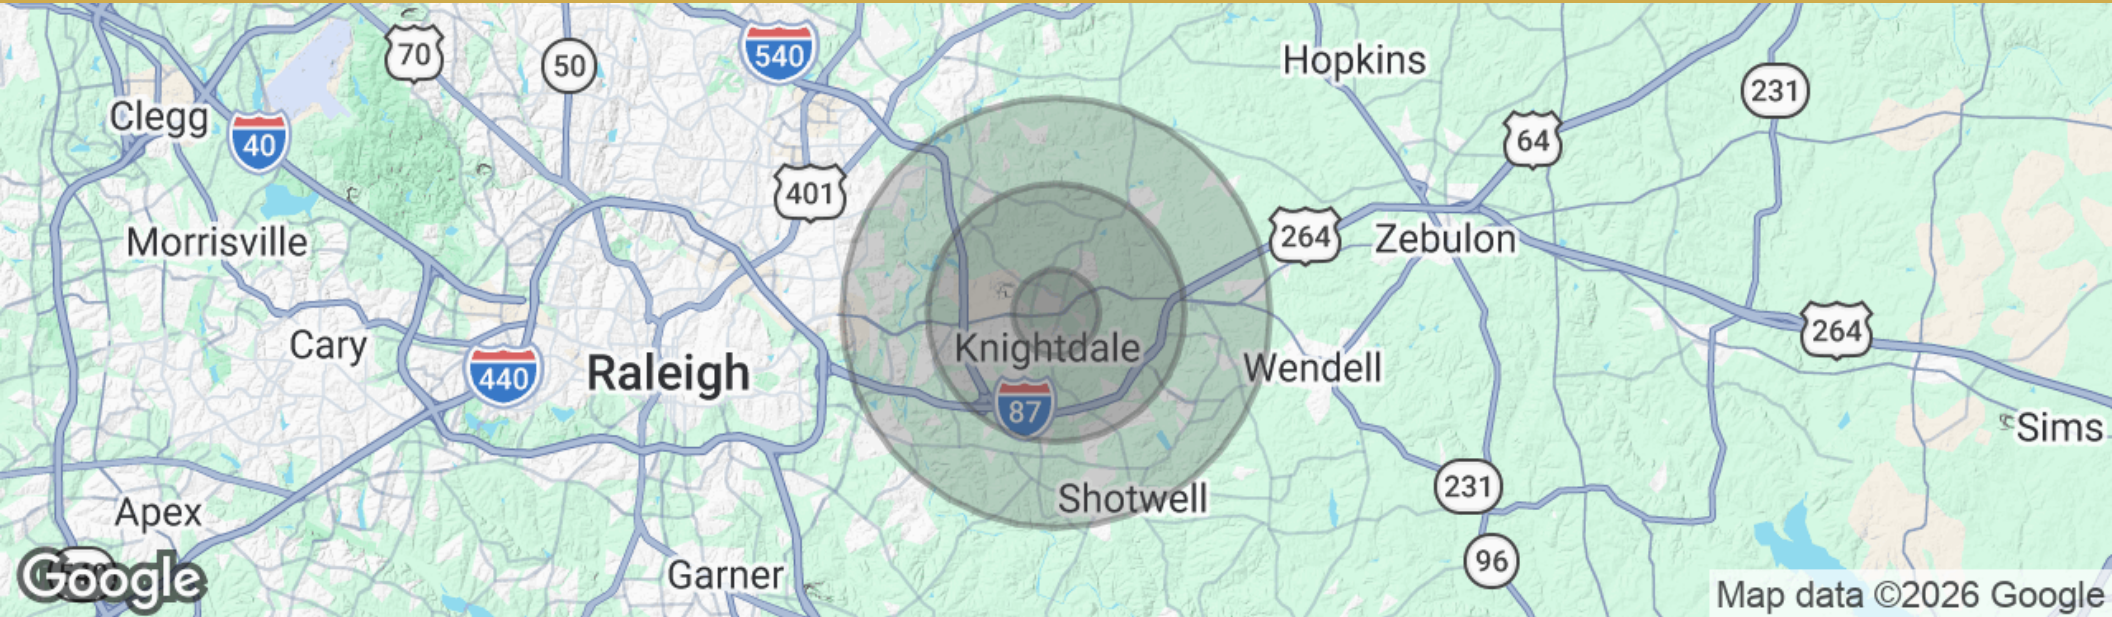 70
50
540
Hopkins
231
Clegg
40
64
401
Morrisville
264
Zebulon
Cary
Knightdale
264
440
Raleigh
Wendell
87
Sims
231
Shotwell
Apex
96
Garner
Google
Map data ©2026 Google